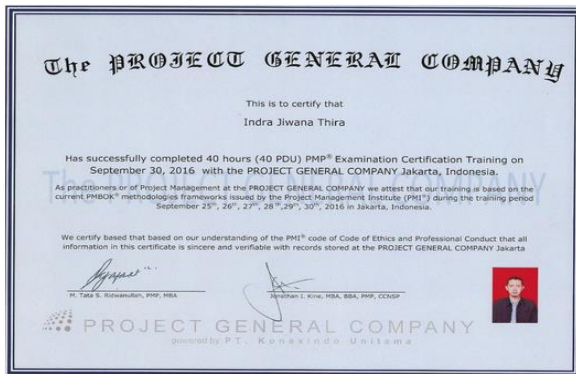 The PROJECT GENERAL COMPANY
This is to certify that
Indra Jiwana Thira
Has successfully completed 40 hours (40 PDU) PMP® Examination Certification Training on
September 30, 2016 with the PROJECT GENERAL COMPANY Jakarta, Indonesia.
As practitioners or of Project Management at the PROJECT GENERAL COMPANY we attest that our training is based on the
current PMBOK® methodologies frameworks issued by the Project Management Institute (PMI®) during the training period
September 25th, 26th, 27th, 28th,29th, 30th, 2016 in Jakarta, Indonesia.
We certify based that based on our understanding of the PMI® code of Code of Ethics and Professional Conduct that all
information in this certificate is sincere and verifiable with records stored at the PROJECT GENERAL COMPANY Jakarta
M. Tata S. Ridwanullah, PMP, MBA
Jonathan I. Kine, MBA, BBA, PMP, CCNSP
PROJECT GENERAL COMPANY
powered by PT. Konexindo Unitama